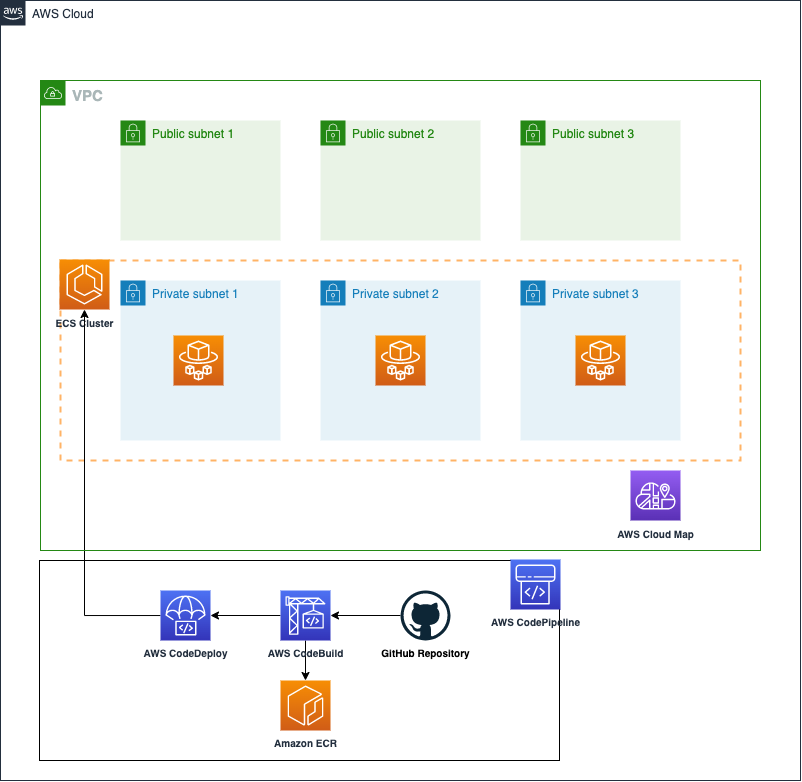 aws
AWS Cloud
VPC
Public subnet 1
Public subnet 2
Public subnet 3
Private subnet 1
Private subnet 2
Private subnet 3
ECS Cluster
AWS Cloud Map
AWS CodePipeline
AWS CodeDeploy
AWS CodeBuild
GitHub Repository
Amazon ECR